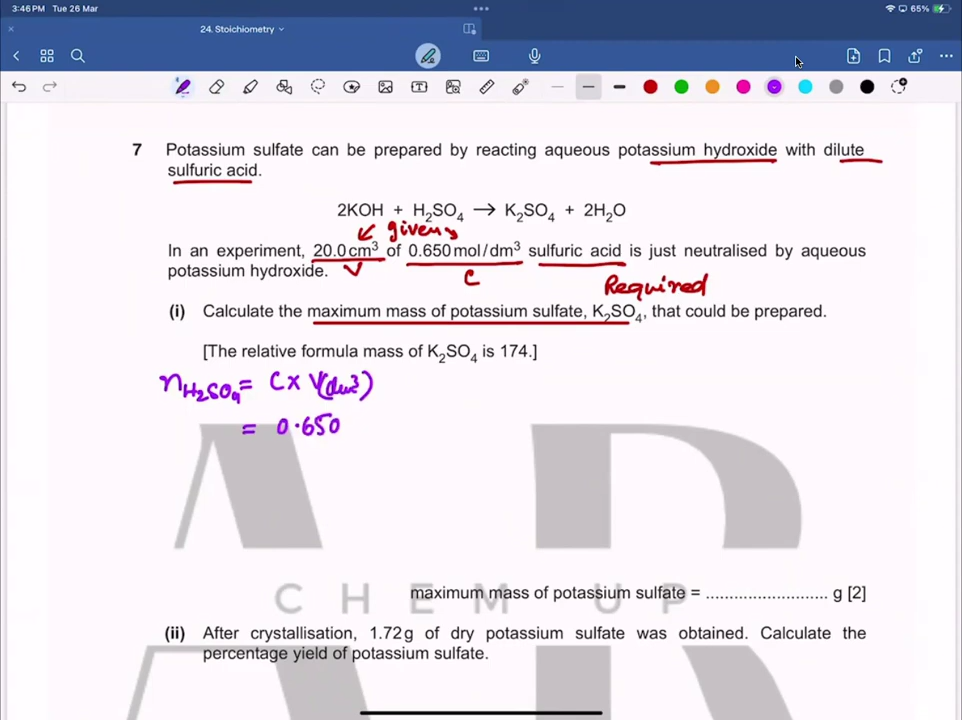 3:46PM Tue 26 Mar
65%
24. Stoichiometry
7 Potassium sulfate can be prepared by reacting aqueous potassium hydroxide with dilute
sulfuric acid.
2KOH + H₂SO₄ → K₂SO₄ + 2H₂O
given
In an experiment, 20.0 cm³ of 0.650 mol/dm³ sulfuric acid is just neutralised by aqueous
potassium hydroxide.
V
C
Required
(i) Calculate the maximum mass of potassium sulfate, K₂SO₄, that could be prepared.
[The relative formula mass of K₂SO₄ is 174.]
n H₂SO₄ = C x V(dm³)
= 0.650
CHEM UP
maximum mass of potassium sulfate = .......................... g [2]
(ii) After crystallisation, 1.72 g of dry potassium sulfate was obtained. Calculate the
percentage yield of potassium sulfate.